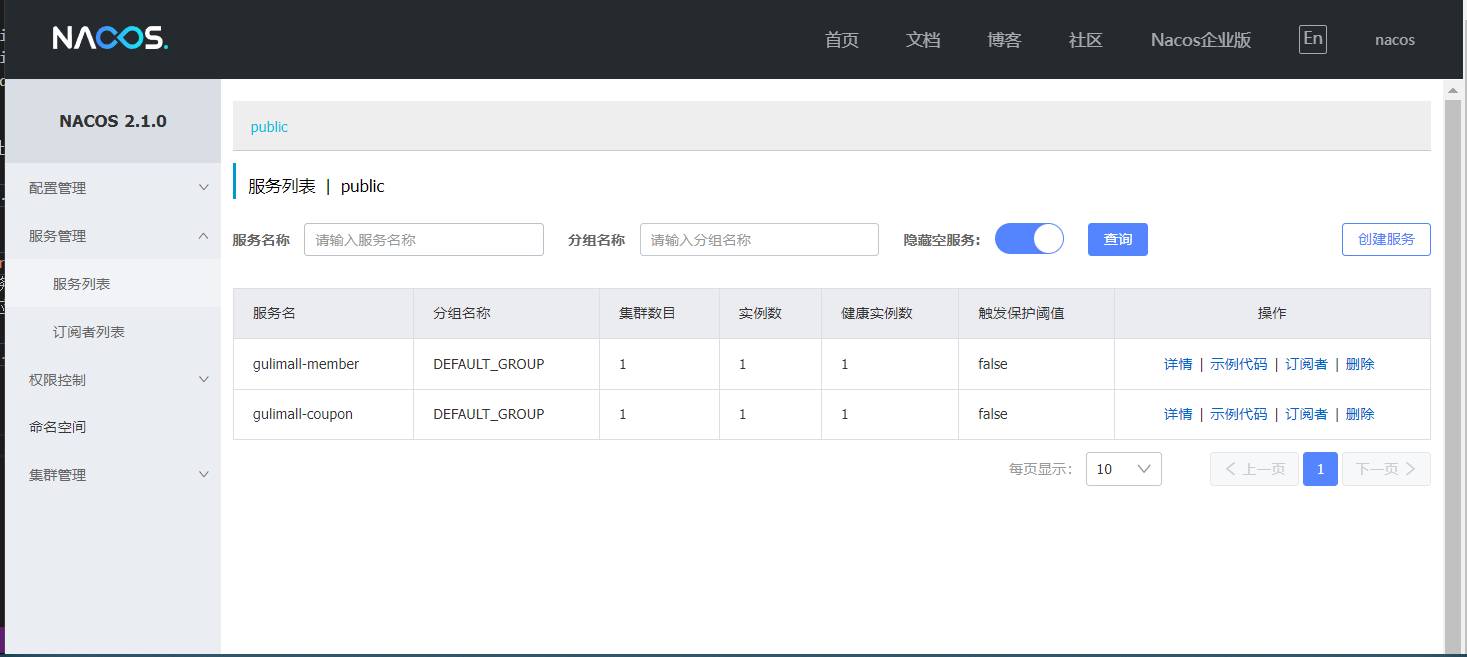 NACOS.
首页 文档 博客 社区 Nacos企业版 En nacos
NACOS 2.1.0
配置管理
服务管理
服务列表
订阅者列表
权限控制
命名空间
集群管理
public
服务列表 | public
服务名称 请输入服务名称 分组名称 请输入分组名称 隐藏空服务: 查询 创建服务
服务名 分组名称 集群数目 实例数 健康实例数 触发保护阈值 操作
gulimall-member DEFAULT_GROUP 1 1 1 false 详情 | 示例代码 | 订阅者 | 删除
gulimall-coupon DEFAULT_GROUP 1 1 1 false 详情 | 示例代码 | 订阅者 | 删除
每页显示: 10 上一页 1 下一页